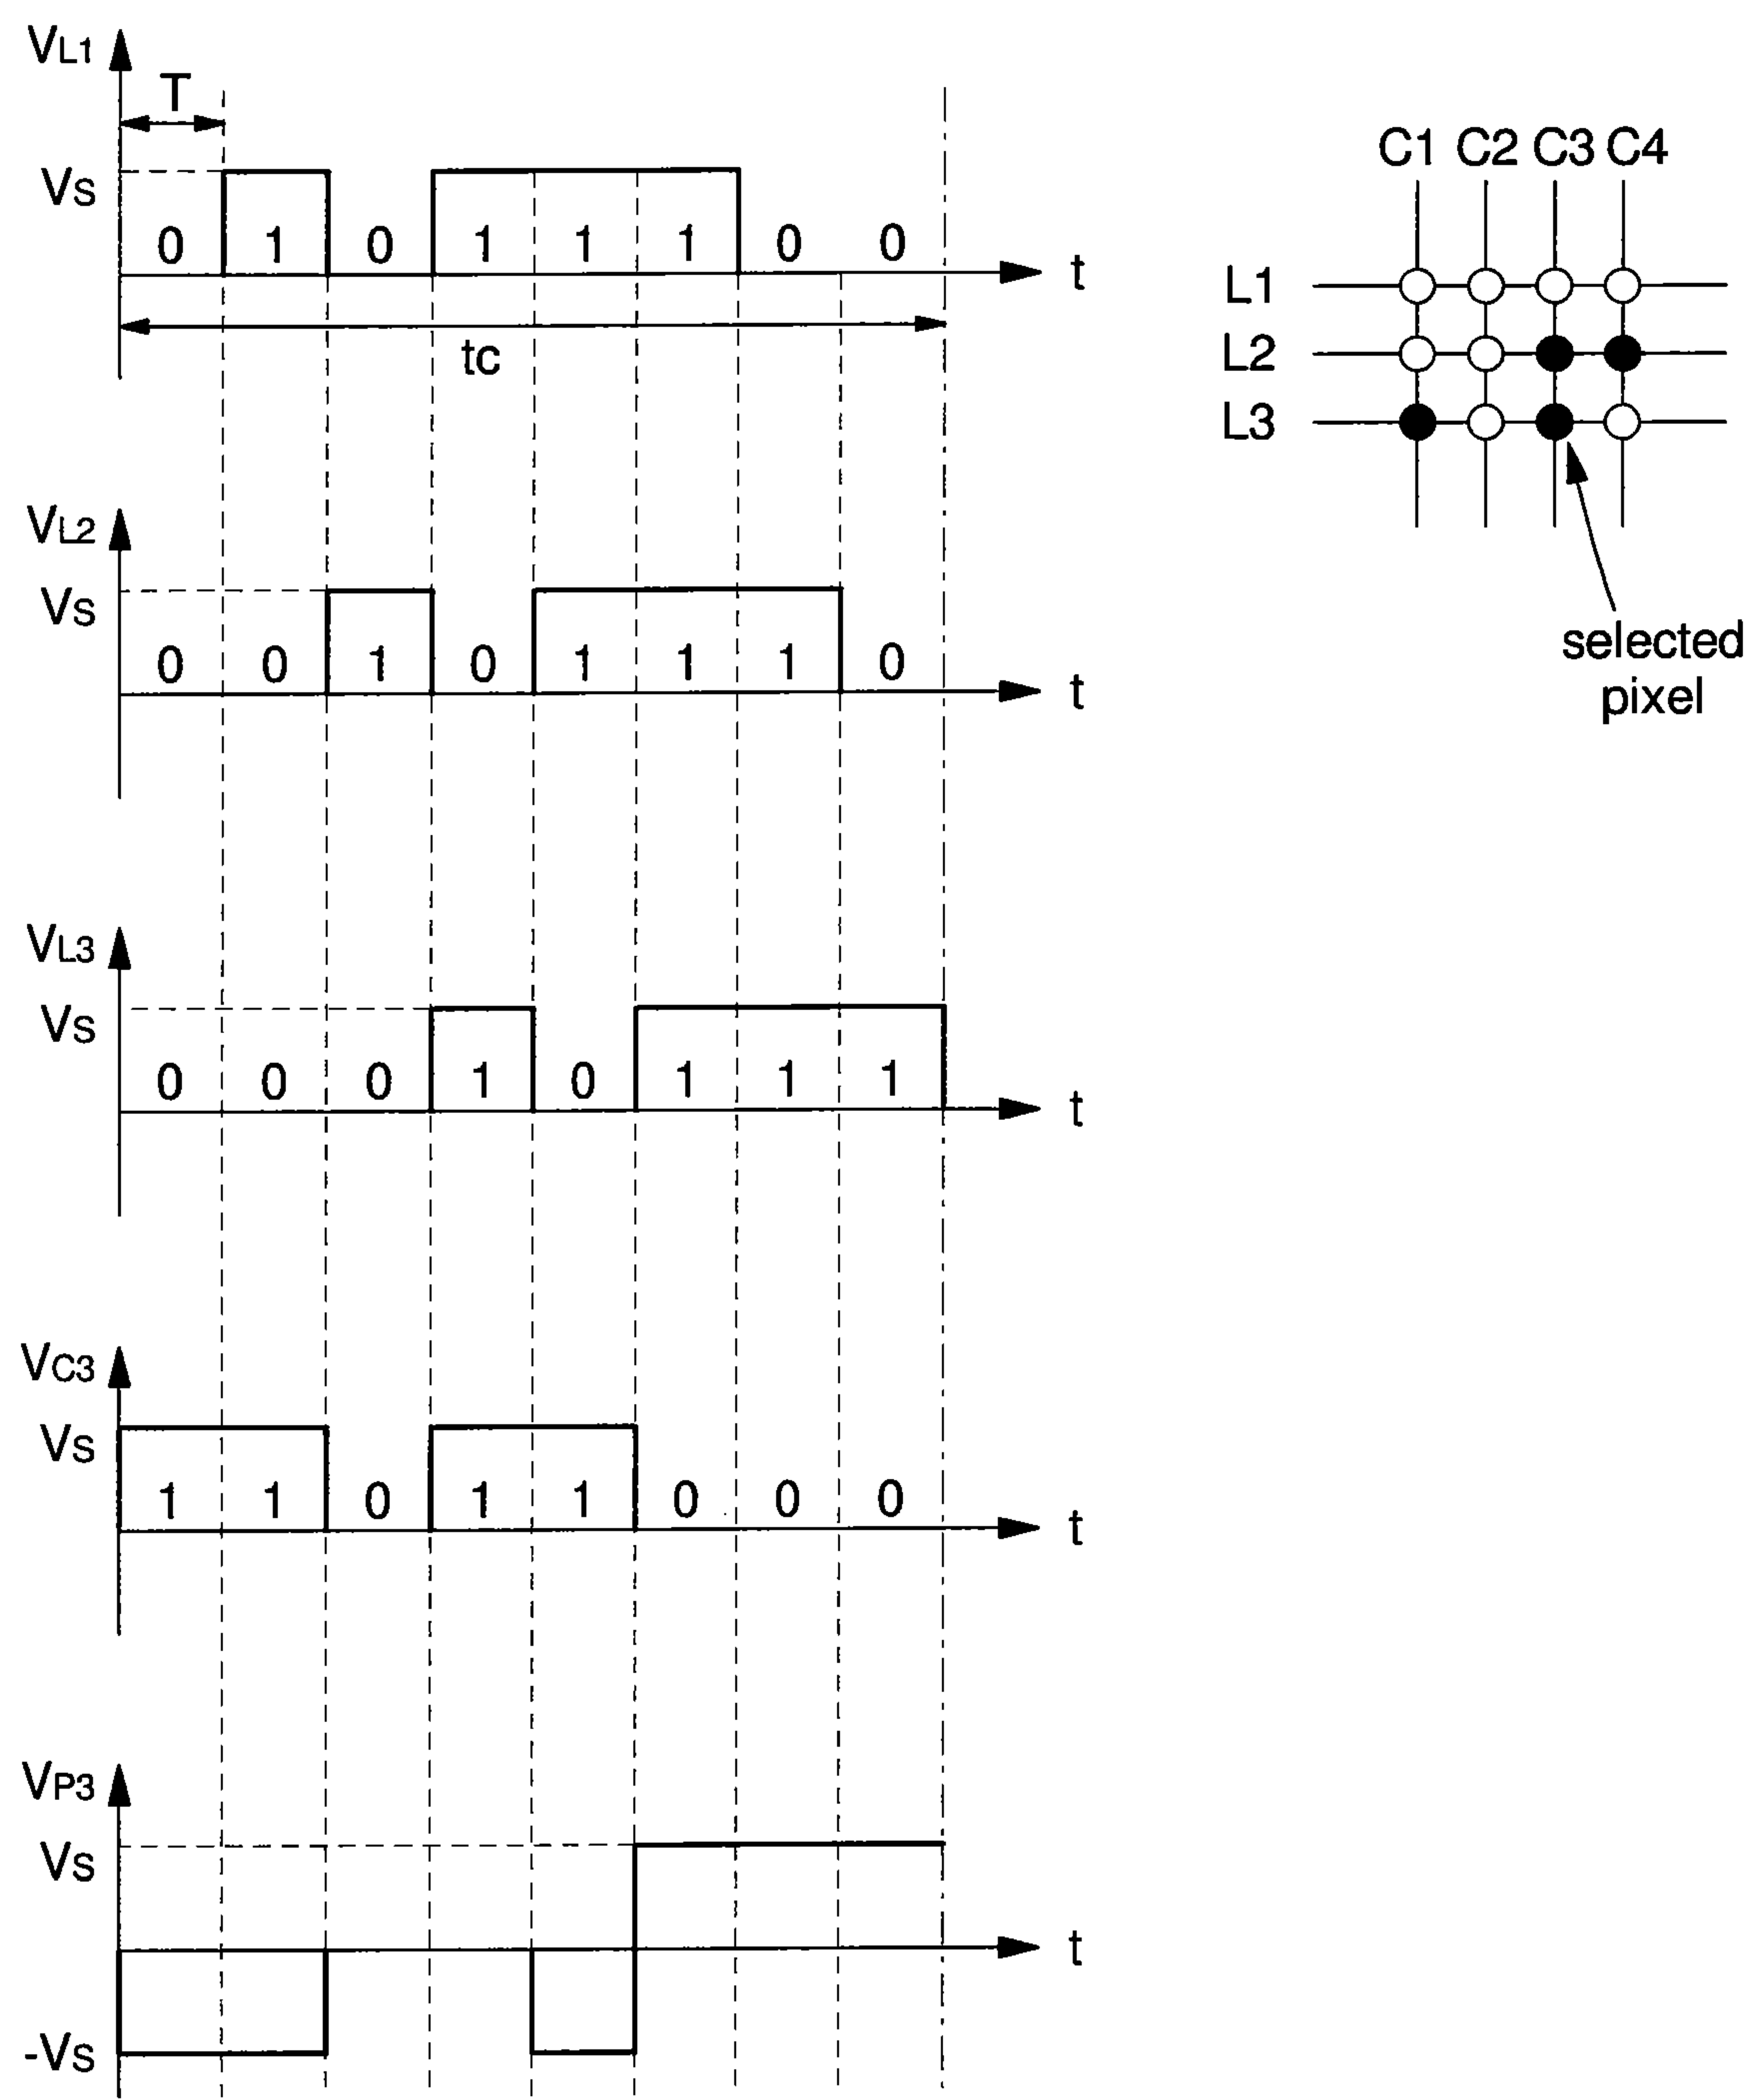 VL1
T
VS
0 1 0 1 1 1 0 0
t
tc
VL2
VS
0 0 1 0 1 1 1 0
t
VL3
VS
0 0 0 1 0 1 1 1
t
VC3
VS
1 1 0 1 1 0 0 0
t
VP3
VS
t
-VS
C1 C2 C3 C4
L1
L2
L3
selected
pixel